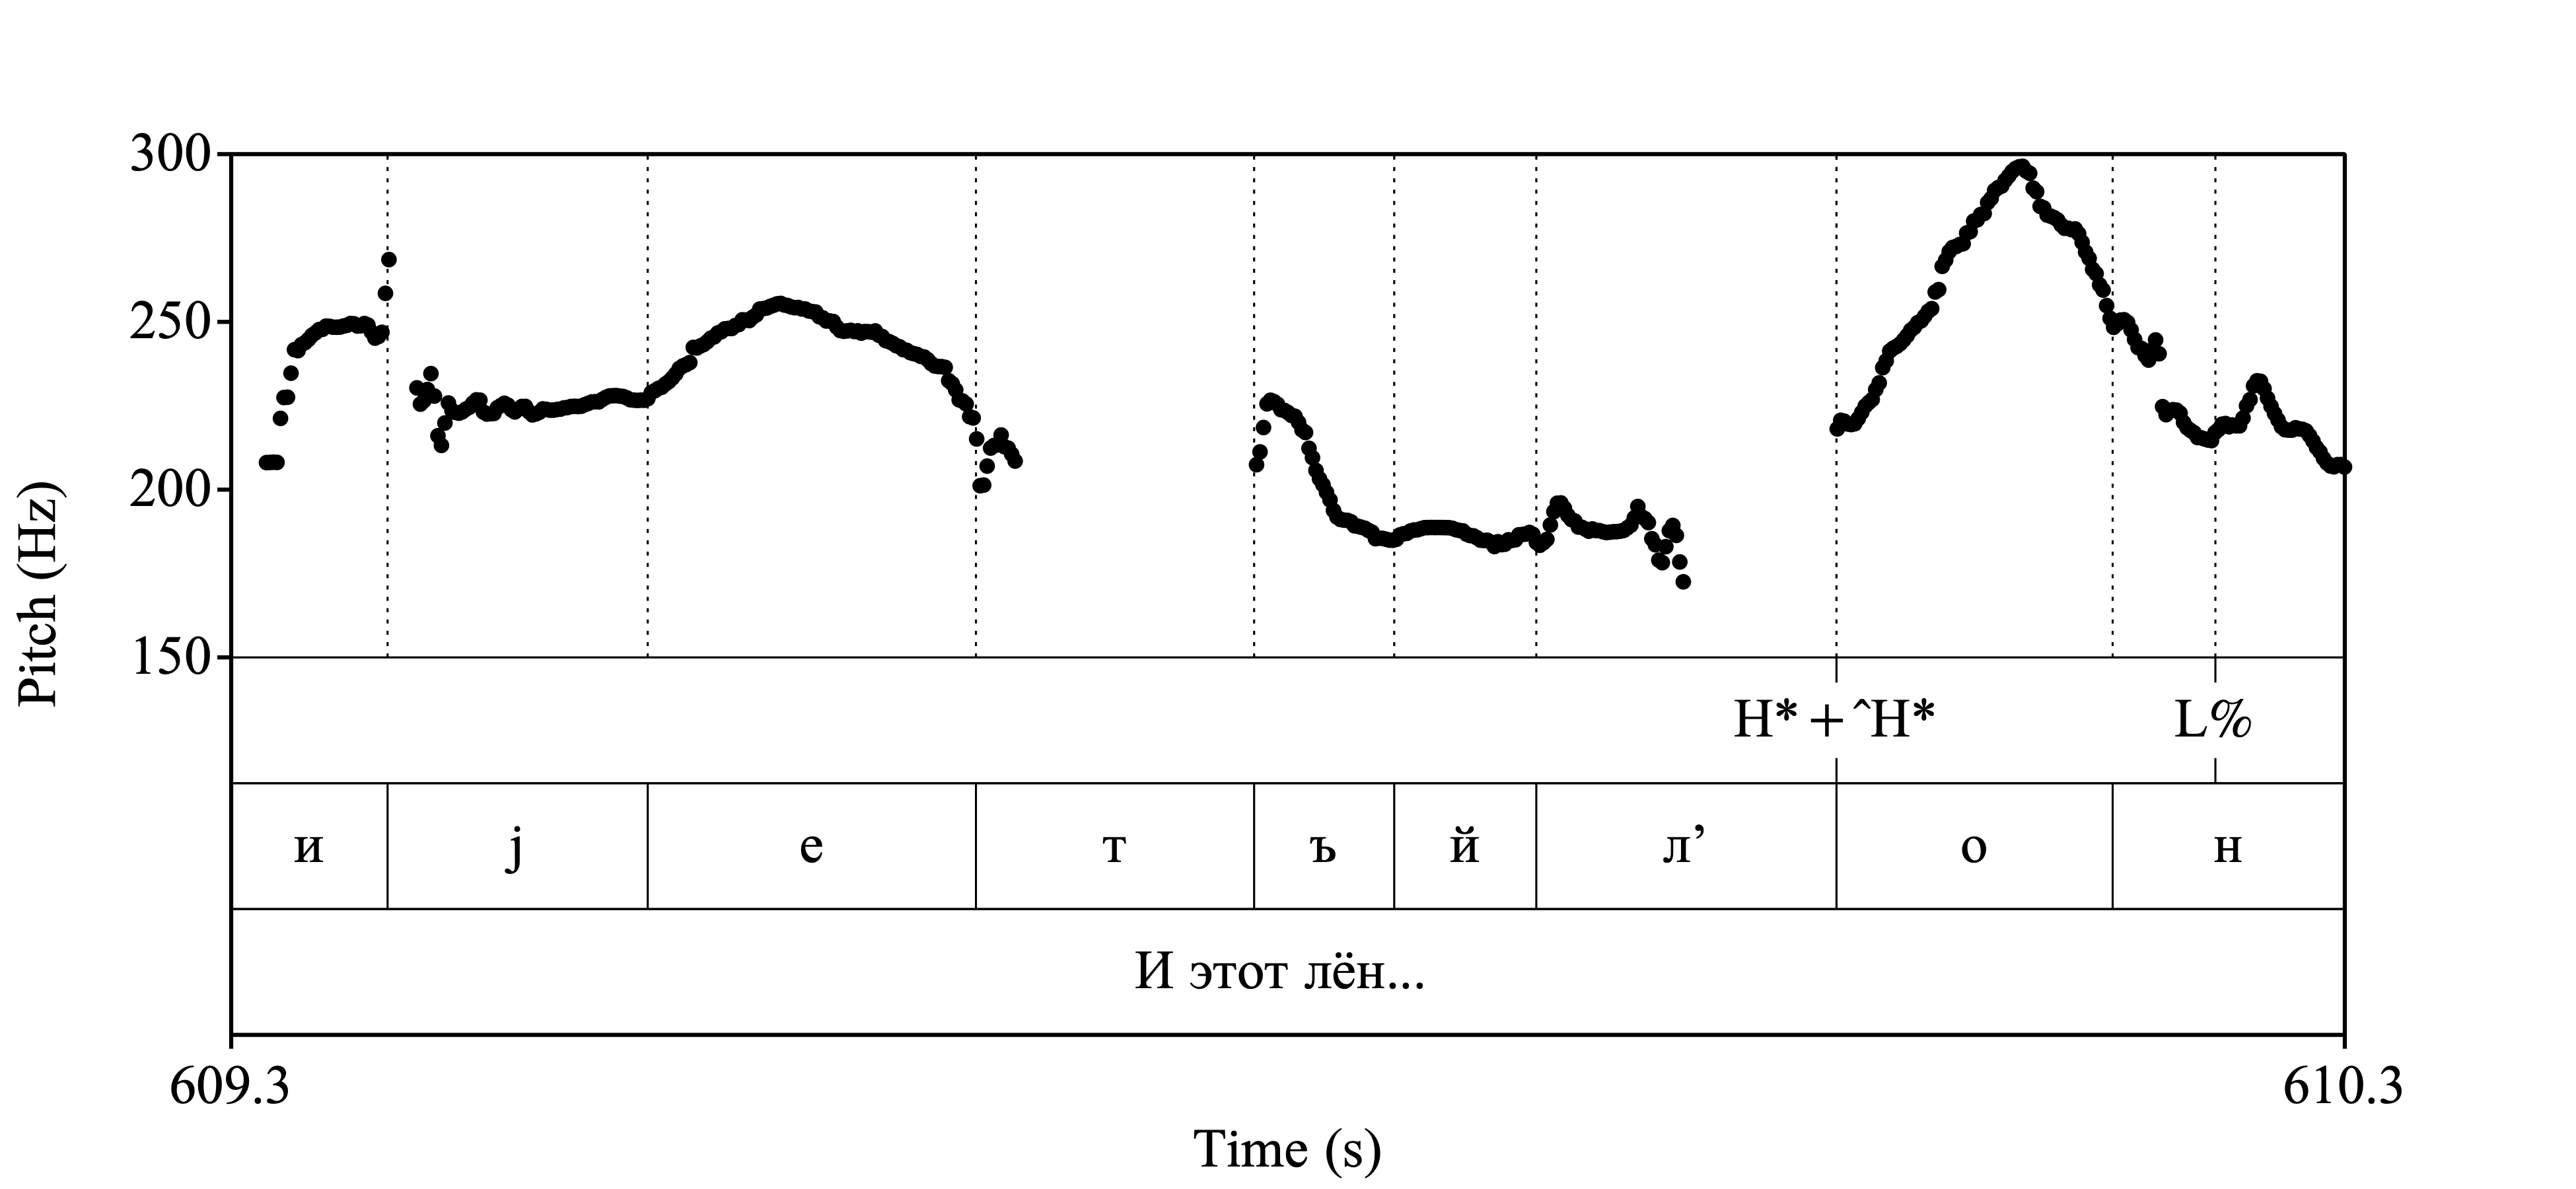 300
250
200
150
Pitch (Hz)
H* + ^H* L%
и ј е т ъ й л’ о н
И этот лён...
609.3 610.3
Time (s)